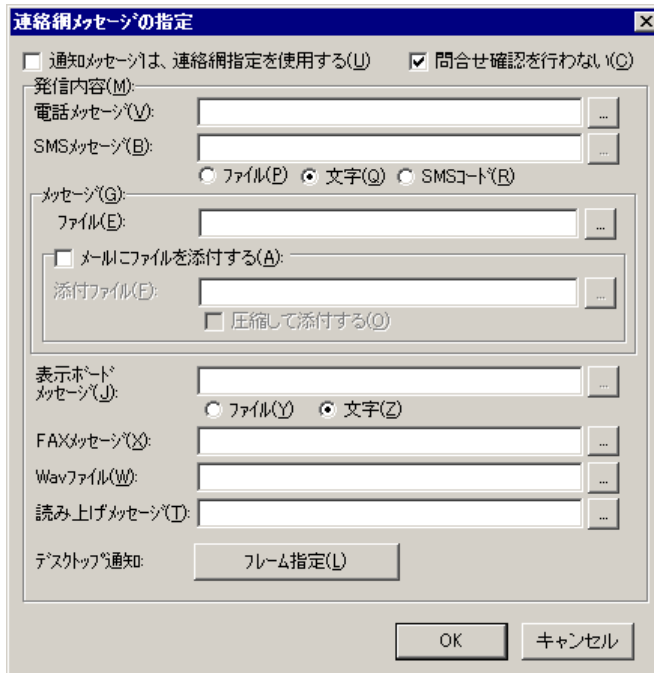 連絡網ﾒｯｾｰｼﾞの指定
通知ﾒｯｾｰｼﾞは、連絡網指定を使用する(U)
問合せ確認を行わない(C)
発信内容(M):
電話ﾒｯｾｰｼﾞ(V):
...
SMSﾒｯｾｰｼﾞ(B):
...
ﾌｧｲﾙ(P) 文字(Q) SMSｺｰﾄﾞ(R)
ﾒｯｾｰｼﾞ(G):
ﾌｧｲﾙ(E):
...
ﾒｰﾙにﾌｧｲﾙを添付する(A):
添付ﾌｧｲﾙ(F):
...
圧縮して添付する(O)
表示ﾎﾞｰﾄﾞ
ﾒｯｾｰｼﾞ(J):
...
ﾌｧｲﾙ(Y) 文字(Z)
FAXﾒｯｾｰｼﾞ(X):
...
Wavﾌｧｲﾙ(W):
...
読み上げﾒｯｾｰｼﾞ(T):
...
ﾃﾞｽｸﾄｯﾌﾟ通知:
ﾌﾚｰﾑ指定(L)
OK
キャンセル